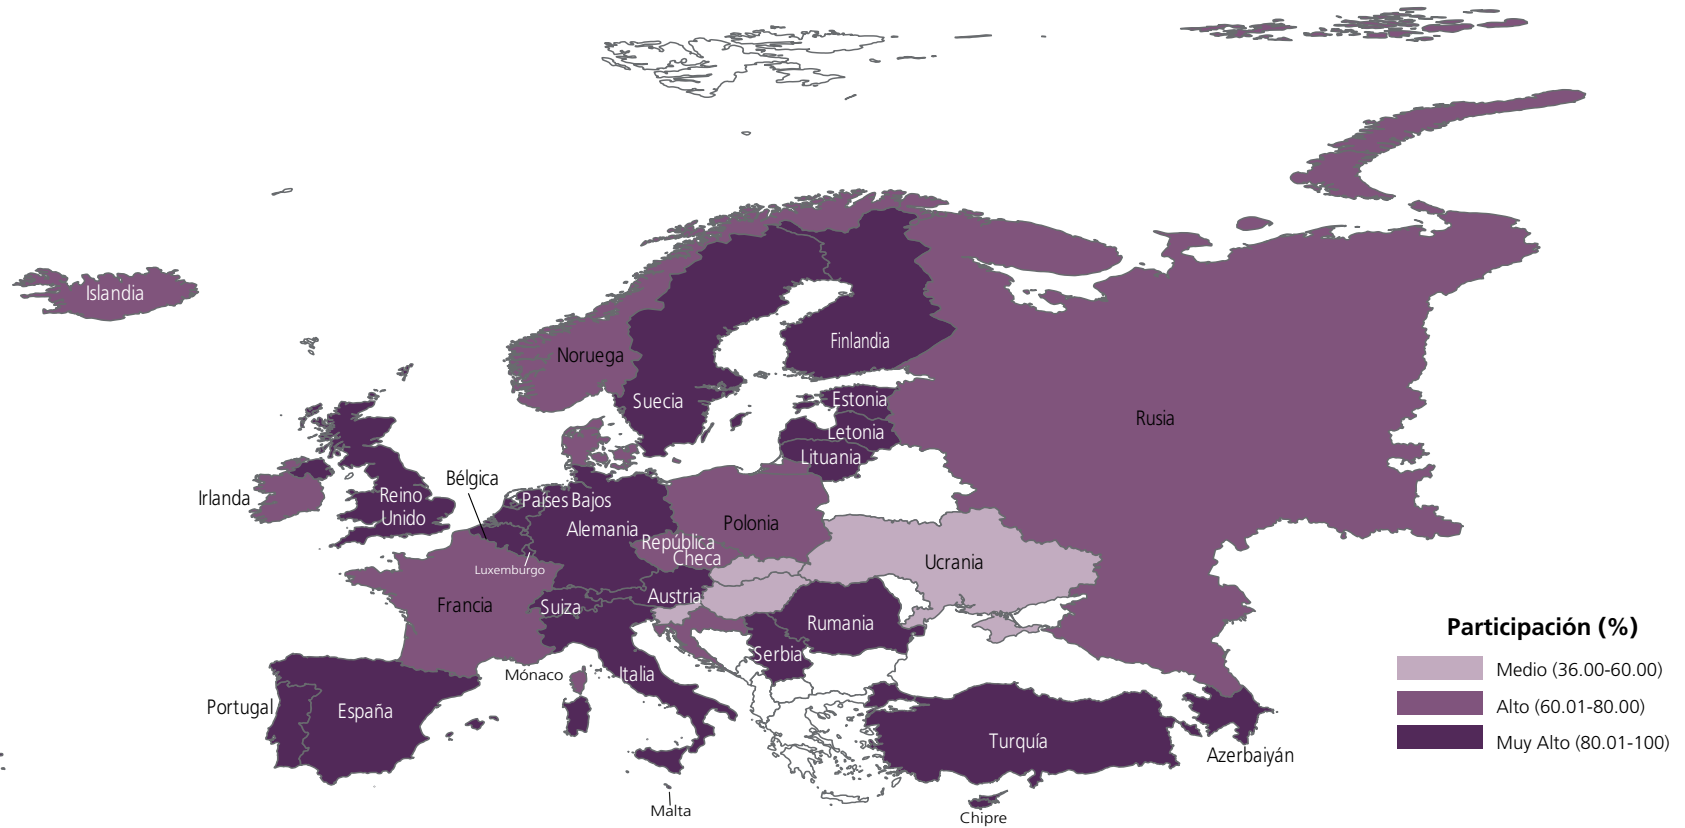 Islandia
Noruega
Finlandia
Suecia
Estonia
Letonia
Lituania
Rusia
Irlanda
Reino
Unido
Bélgica
Países Bajos
Alemania
Luxemburgo
República
Checa
Polonia
Ucrania
Francia
Suiza
Austria
Rumania
Serbia
Mónaco
Italia
Portugal
España
Turquía
Azerbaiyán
Malta
Chipre
Participación (%)
Medio (36.00-60.00)
Alto (60.01-80.00)
Muy Alto (80.01-100)